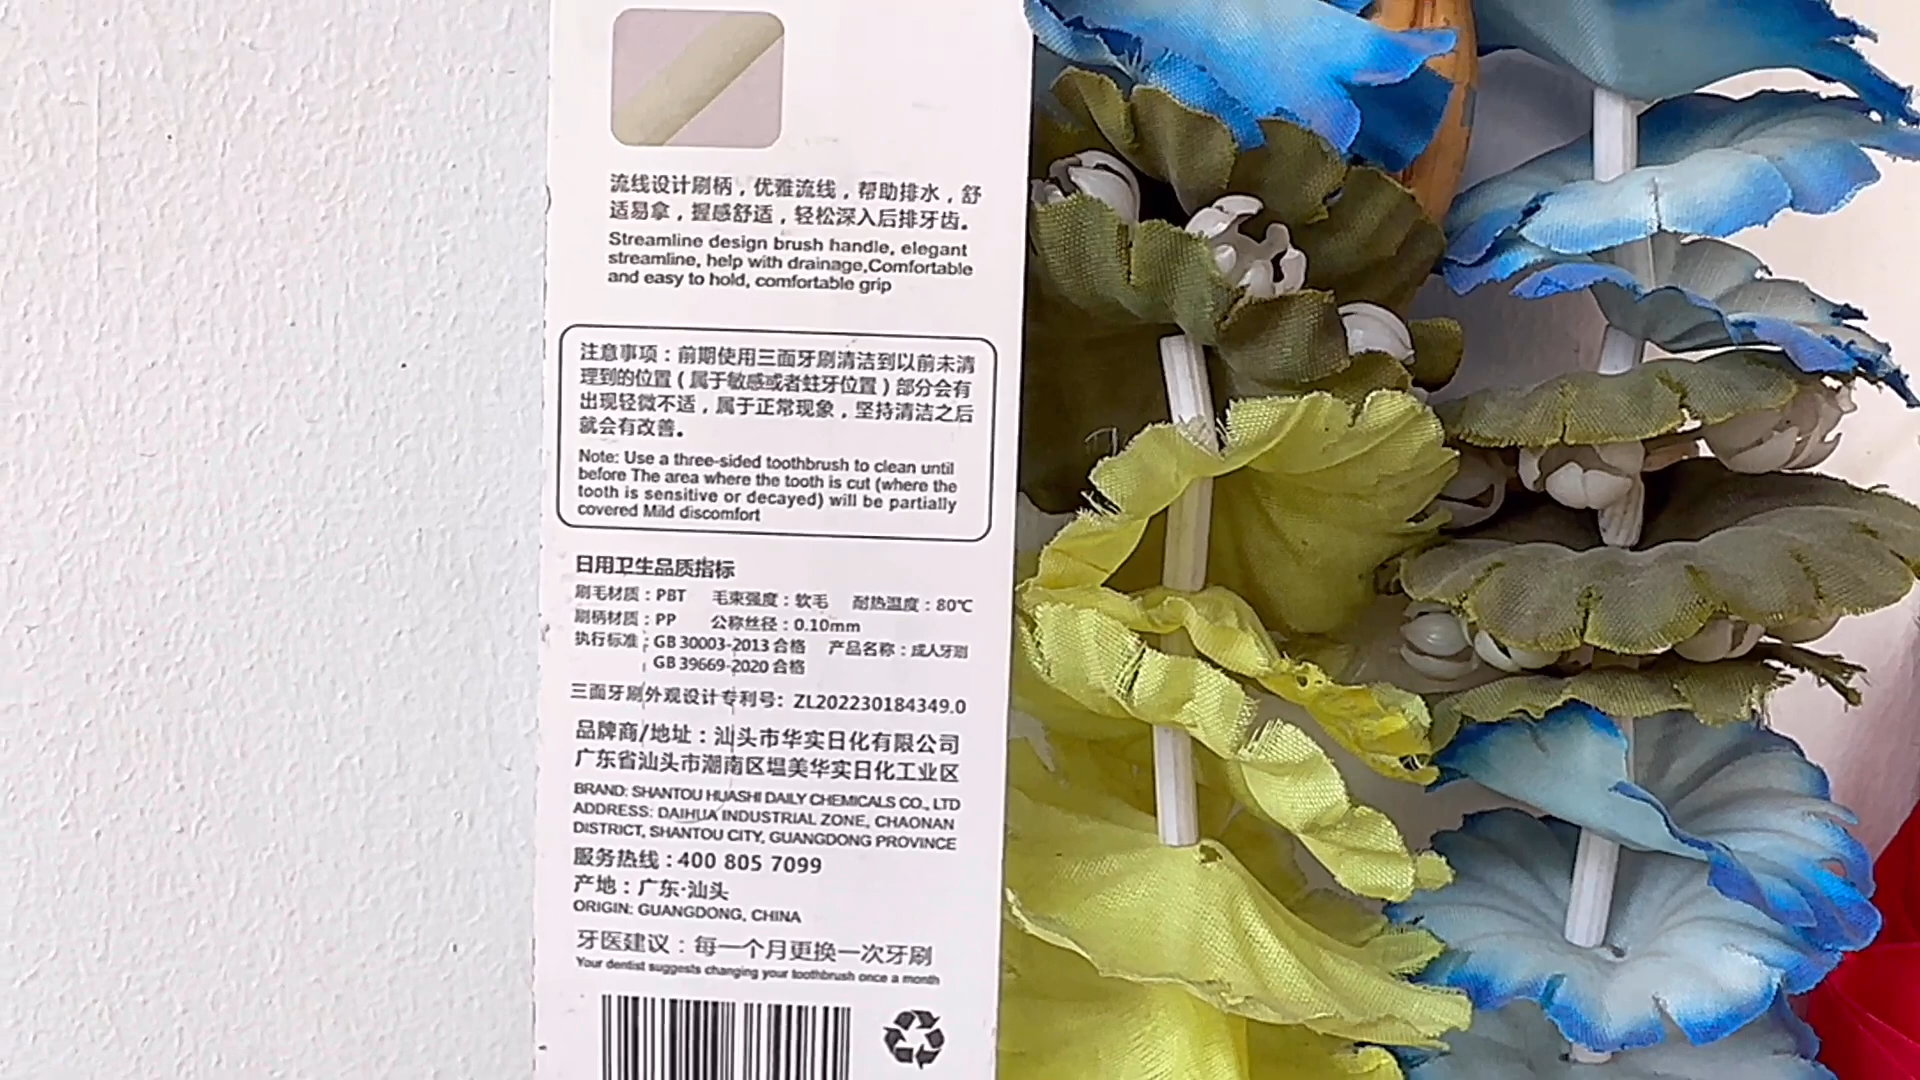 流线设计刷柄，优雅流线，帮助排水，舒
适易拿，握感舒适，轻松深入后排牙齿。
Streamline design brush handle, elegant
streamline, help with drainage,Comfortable
and easy to hold, comfortable grip
注意事项：前期使用三面牙刷清洁到以前未清
理到的位置（属于敏感或者蛀牙位置）部分会有
出现轻微不适，属于正常现象，坚持清洁之后
就会有改善。
Note: Use a three-sided toothbrush to clean until
before The area where the tooth is cut (where the
tooth is sensitive or decayed) will be partially
covered Mild discomfort
日用卫生品质指标
刷毛材质：PBT 毛束强度：软毛 耐热温度：80℃
刷柄材质：PP 公称丝径：0.10mm
执行标准：GB 30003-2013 合格 产品名称：成人牙刷
GB 39669-2020 合格
三面牙刷外观设计专利号：ZL202230184349.0
品牌商/地址：汕头市华实日化有限公司
广东省汕头市潮南区塭美华实日化工业区
BRAND: SHANTOU HUASHI DAILY CHEMICALS CO., LTD
ADDRESS: DAIHUA INDUSTRIAL ZONE, CHAONAN
DISTRICT, SHANTOU CITY, GUANGDONG PROVINCE
服务热线：400 805 7099
产地：广东·汕头
ORIGIN: GUANGDONG, CHINA
牙医建议：每一个月更换一次牙刷
Your dentist suggests changing your toothbrush once a month